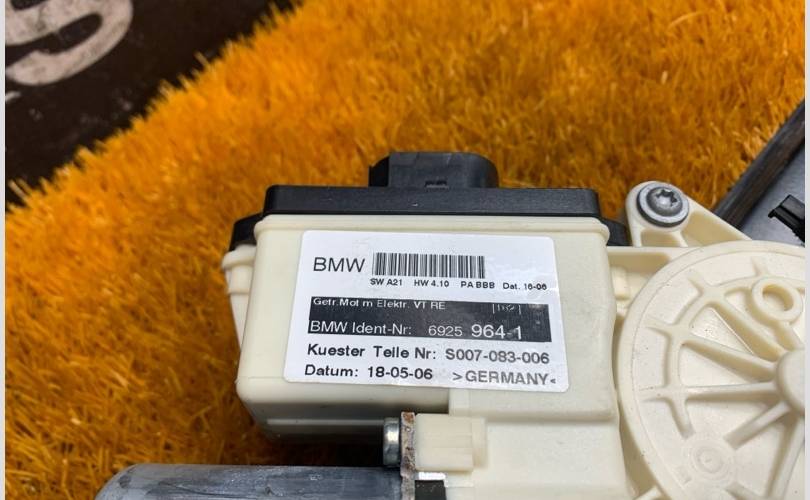 BMW
SW A21 HW 4.10 PA BBB Dat. 16-06
Getr.Mot m Elektr. VT RE
BMW Ident-Nr: 6925 964-1
Kuester Teile Nr: S007-083-006
Datum: 18-05-06 >GERMANY<